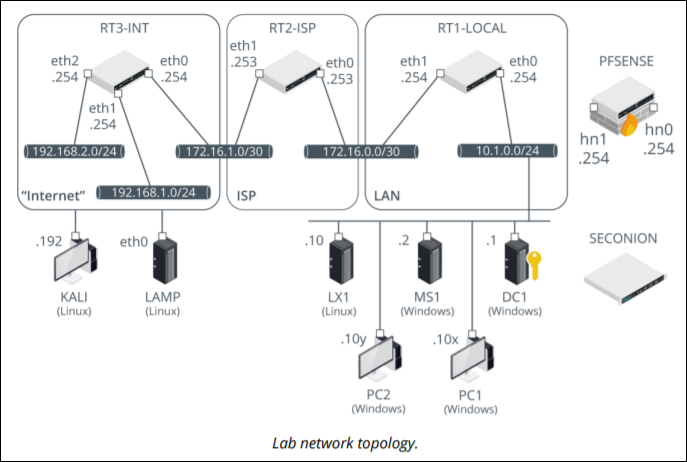 RT3-INT
RT2-ISP
RT1-LOCAL
eth2
.254
eth0
.254
eth1
.254
eth1
.253
eth0
.253
eth1
.254
eth0
.254
PFSENSE
hn1
.254
hn0
.254
192.168.2.0/24
172.16.1.0/30
172.16.0.0/30
10.1.0.0/24
192.168.1.0/24
“Internet”
ISP
LAN
.192
eth0
.10
.2
.1
SECONION
KALI
(Linux)
LAMP
(Linux)
LX1
(Linux)
MS1
(Windows)
DC1
(Windows)
.10y
.10x
PC2
(Windows)
PC1
(Windows)
Lab network topology.